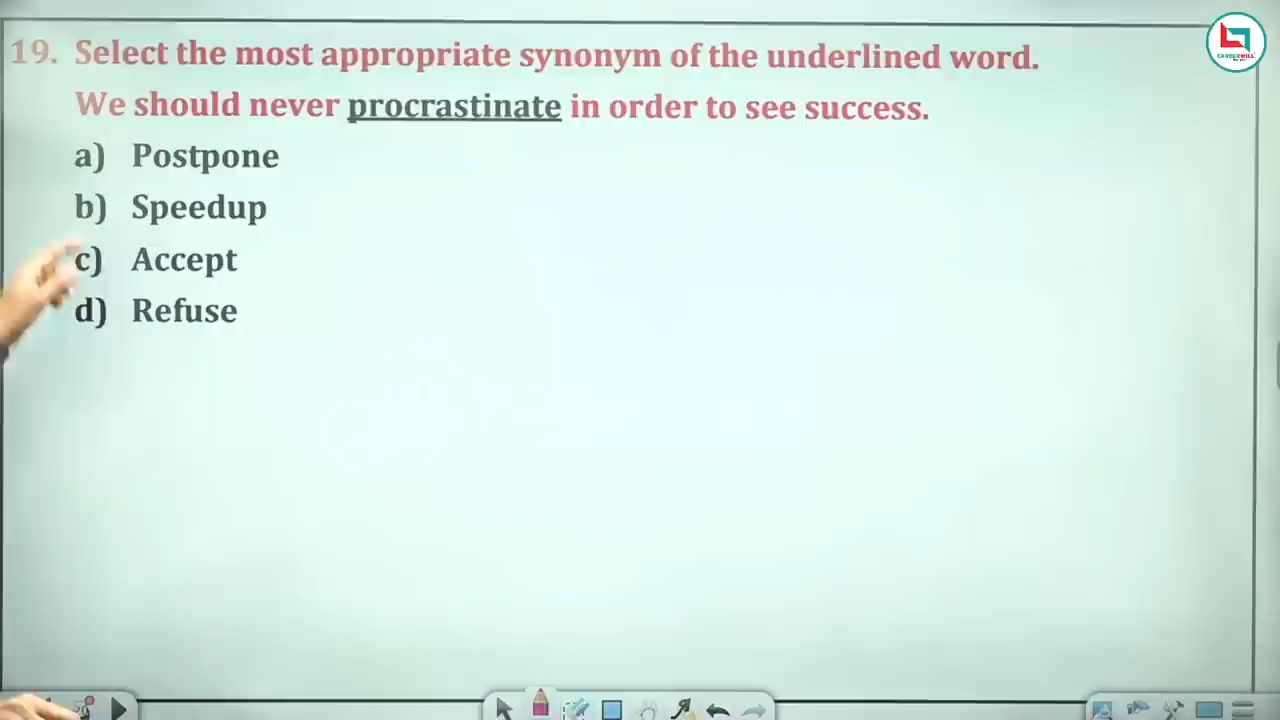 19. Select the most appropriate synonym of the underlined word.
We should never procrastinate in order to see success.
a) Postpone
b) Speedup
c) Accept
d) Refuse
CAREERWILL